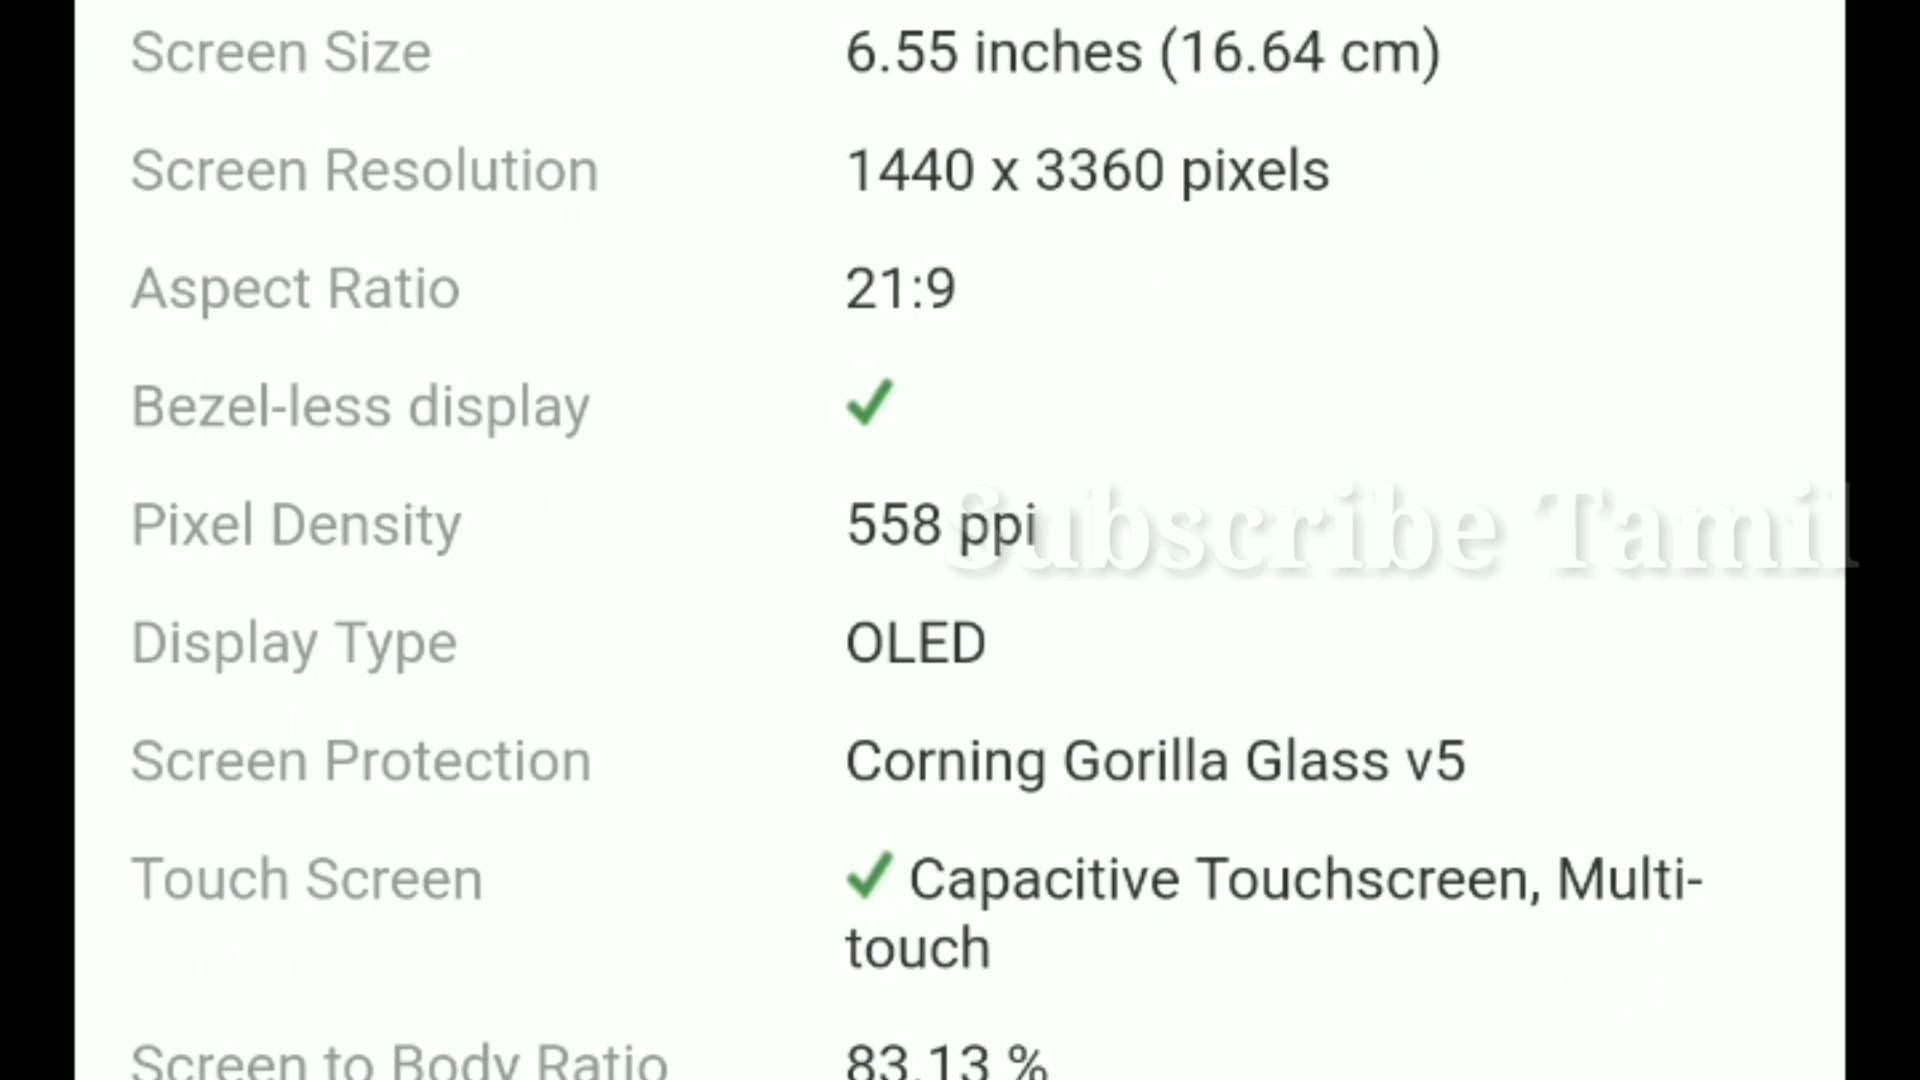 Screen Size 6.55 inches (16.64 cm)
Screen Resolution 1440 x 3360 pixels
Aspect Ratio 21:9
Bezel-less display ✔
Pixel Density 558 ppi
Subscribe Tamil
Display Type OLED
Screen Protection Corning Gorilla Glass v5
Touch Screen ✔ Capacitive Touchscreen, Multi-
touch
Screen to Body Ratio 83.13 %